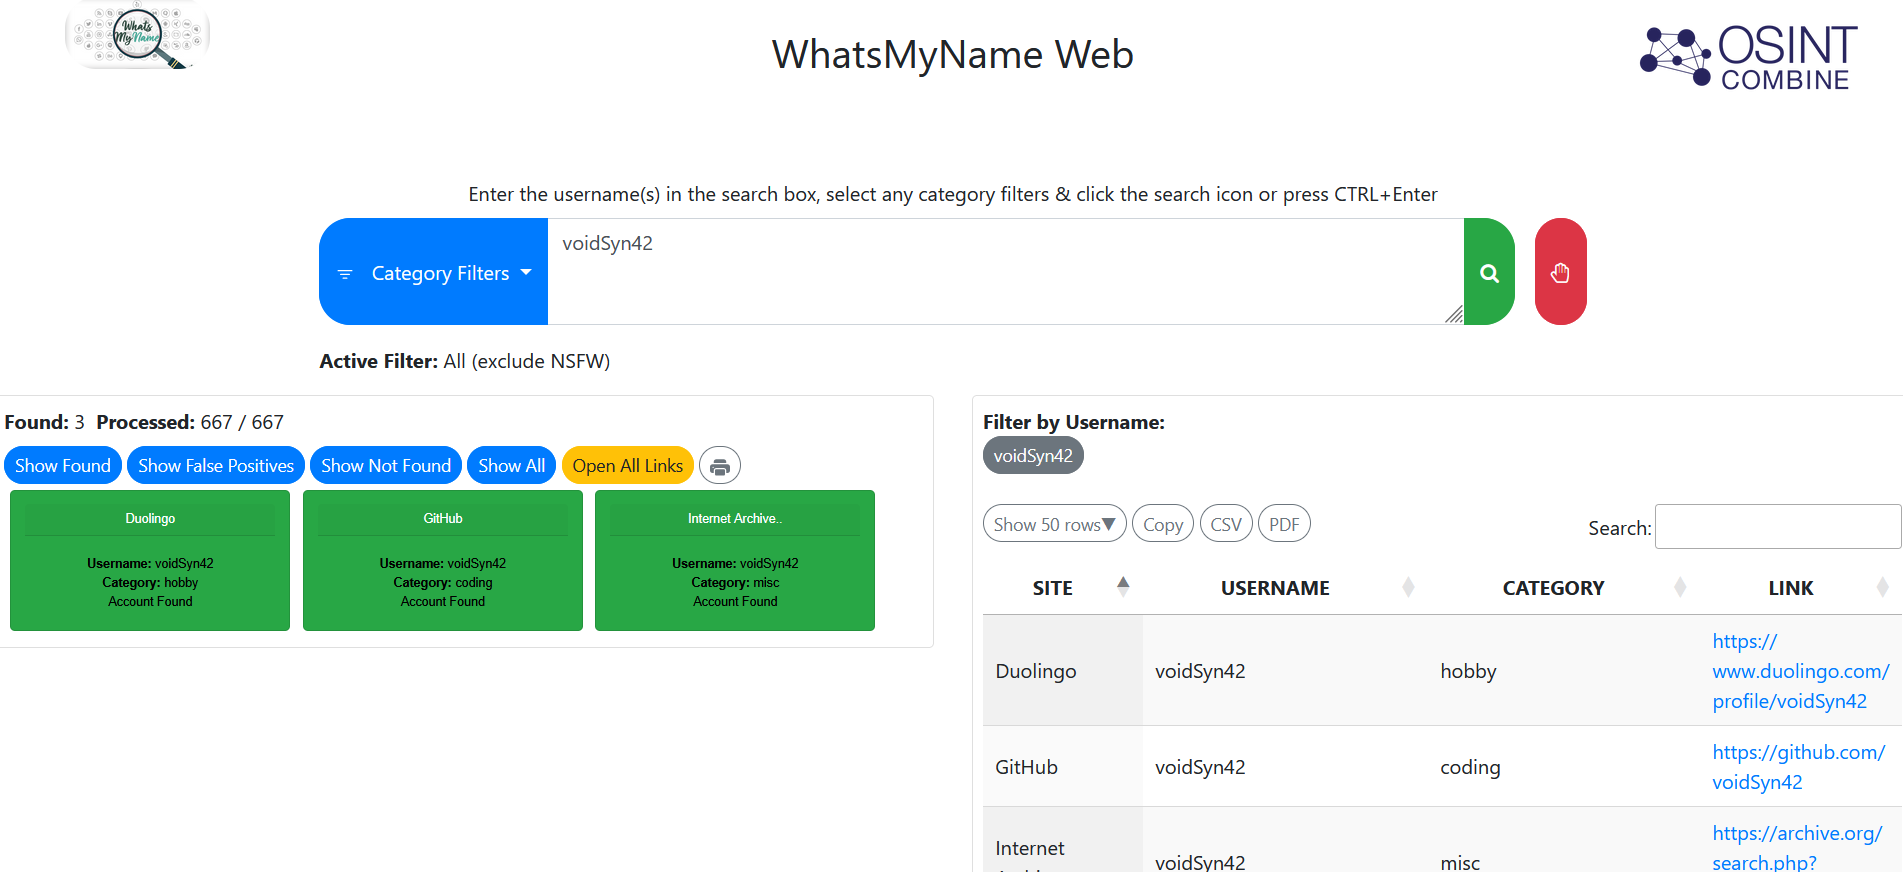 Whats
MyName
WhatsMyName Web
OSINT
COMBINE
Enter the username(s) in the search box, select any category filters & click the search icon or press CTRL+Enter
Category Filters
voidSyn42
Active Filter: All (exclude NSFW)
Found: 3 Processed: 667 / 667
Show Found Show False Positives Show Not Found Show All Open All Links
Duolingo
Username: voidSyn42
Category: hobby
Account Found
GitHub
Username: voidSyn42
Category: coding
Account Found
Internet Archive..
Username: voidSyn42
Category: misc
Account Found
Filter by Username:
voidSyn42
Show 50 rows▼ Copy CSV PDF
Search:
SITE USERNAME CATEGORY LINK
Duolingo voidSyn42 hobby https://
www.duolingo.com/
profile/voidSyn42
GitHub voidSyn42 coding https://github.com/
voidSyn42
Internet voidSyn42 misc https://archive.org/
search.php?